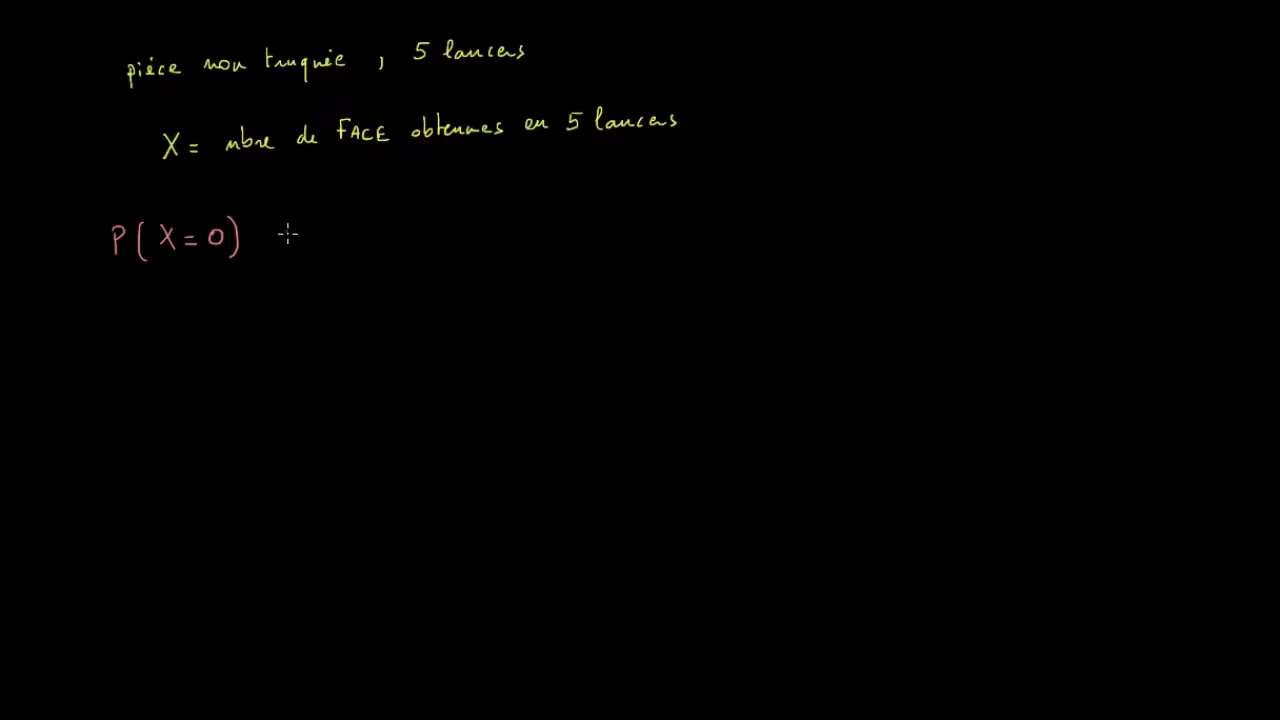 pièce non truquée , 5 lancers
X = nbre de FACE obtenues en 5 lancers
P( X = 0 )